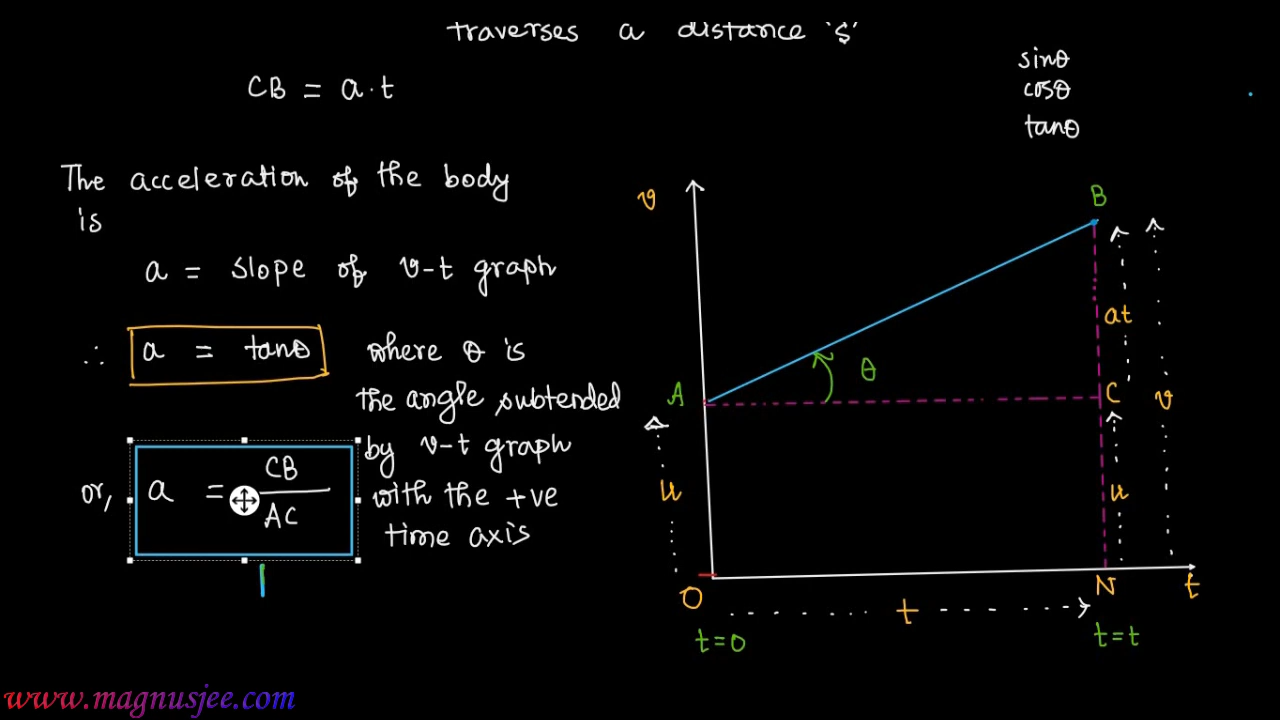 traverses a distance 's'
CB = a.t
sinθ
cosθ
tanθ
The acceleration of the body
is
a = slope of v-t graph
∴ a = tanθ where θ is
the angle subtended
by v-t graph
or, a = CB/AC with the +ve
time axis
v
B
at
θ
A
C
v
u
u
O
N
t
t
t=0
t=t
www.magnusjee.com